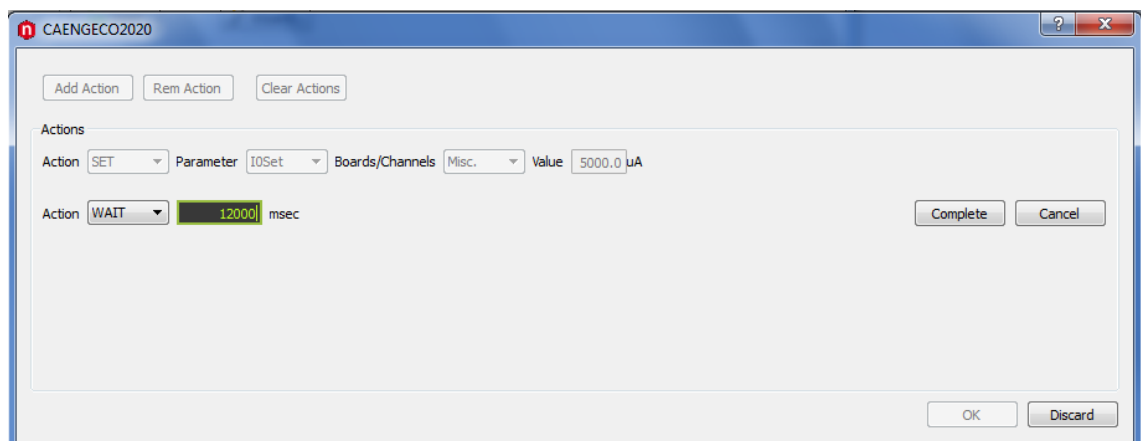 CAENGECO2020
Add Action Rem Action Clear Actions
Actions
Action SET Parameter I0Set Boards/Channels Misc. Value 5000.0 uA
Action WAIT 12000 msec Complete Cancel
OK Discard